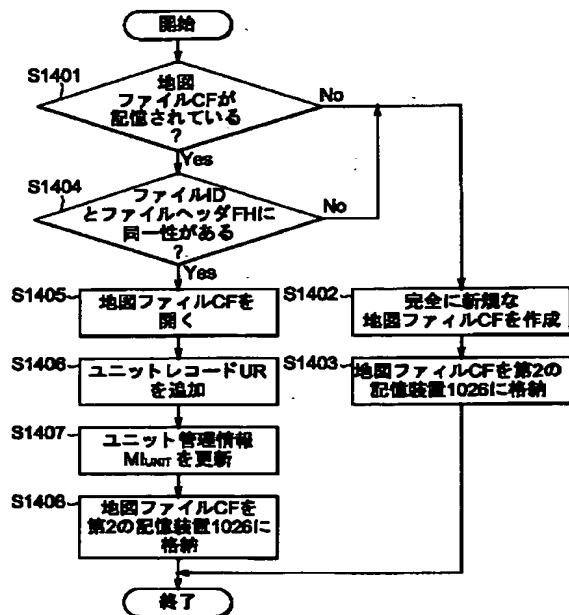 開始
S1401
地図
ファイルCFが
記憶されている
?
No
Yes
S1404
ファイルID
とファイルヘッダFHに
同一性がある
?
No
Yes
S1405
地図ファイルCFを
開く
S1402
完全に新規な
地図ファイルCFを作成
S1406
ユニットレコードUR
を追加
S1403
地図ファイルCFを第2の
記憶装置1026に格納
S1407
ユニット管理情報
MIUNITを更新
S1408
地図ファイルCFを
第2の記憶装置1026に
格納
終了